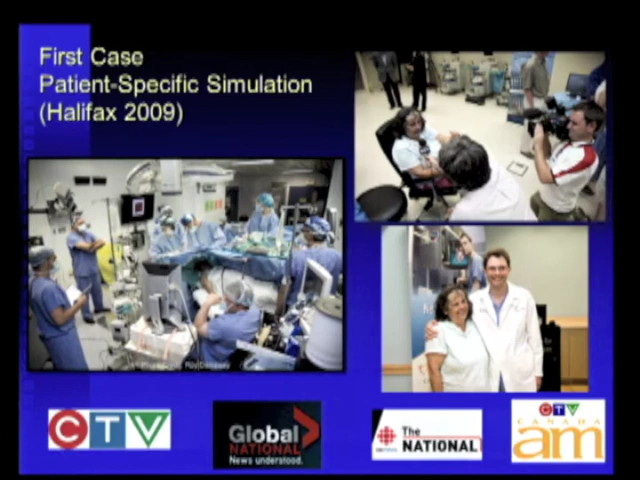 First Case
Patient-Specific Simulation
(Halifax 2009)
CTV
Global
NATIONAL
News understood.
The
NATIONAL
CTV
CANADA
am